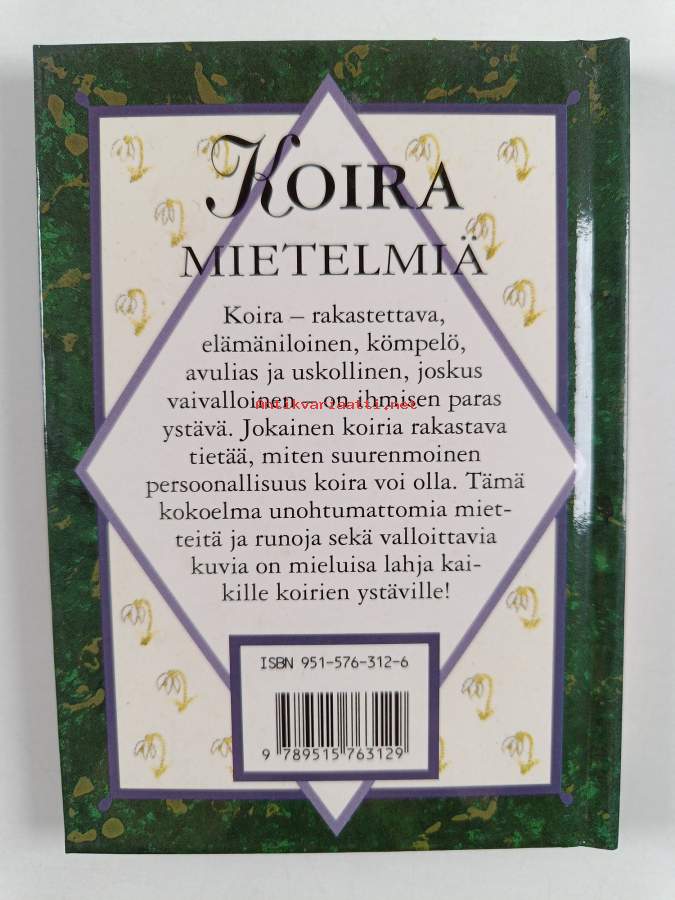 KOIRA
MIETELMIÄ
Koira – rakastettava,
elämäniloinen, kömpelö,
avulias ja uskollinen, joskus
vaivalloinen – on ihmisen paras
Antikvariaatti.net
ystävä. Jokainen koiria rakastava
tietää, miten suurenmoinen
persoonallisuus koira voi olla. Tämä
kokoelma unohtumattomia miet-
teitä ja runoja sekä valloittavia
kuvia on mieluisa lahja kai-
kille koirien ystäville!
ISBN 951-576-312-6
9 789515 763129